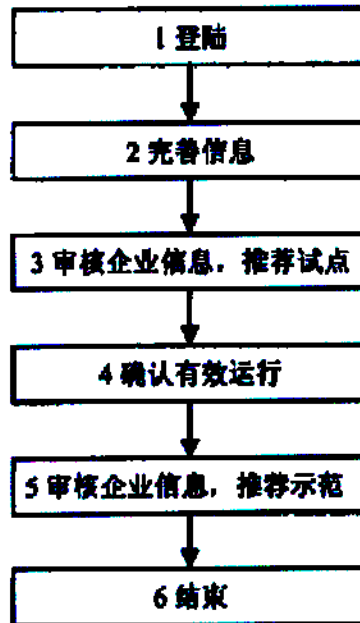 1 登陆
2 完善信息
3 审核企业信息，推荐试点
4 确认有效运行
5 审核企业信息，推荐示范
6 结束